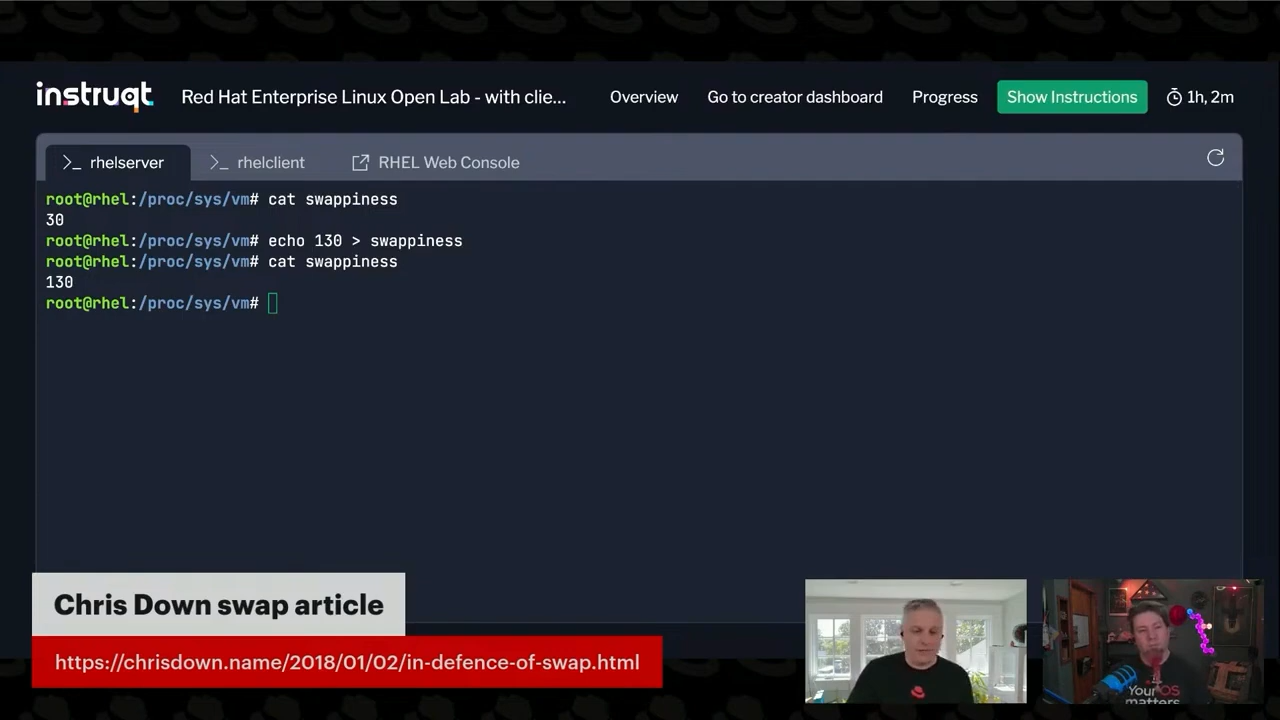 instruqt
Red Hat Enterprise Linux Open Lab - with clie...
Overview
Go to creator dashboard
Progress
Show Instructions
1h, 2m
>_ rhelserver
>_ rhelclient
RHEL Web Console
root@rhel:/proc/sys/vm# cat swappiness
30
root@rhel:/proc/sys/vm# echo 130 > swappiness
root@rhel:/proc/sys/vm# cat swappiness
130
root@rhel:/proc/sys/vm#
Chris Down swap article
https://chrisdown.name/2018/01/02/in-defence-of-swap.html
Your OS
matters